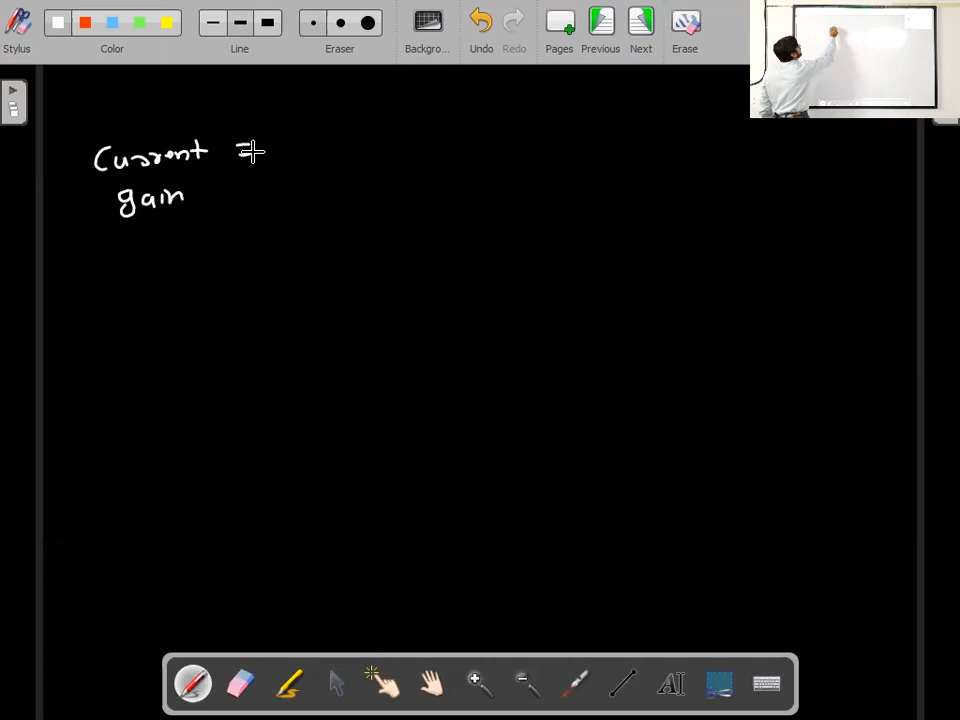 Stylus
Color
Line
Eraser
Backgro...
Undo
Redo
Pages
Previous
Next
Erase
Current =
gain